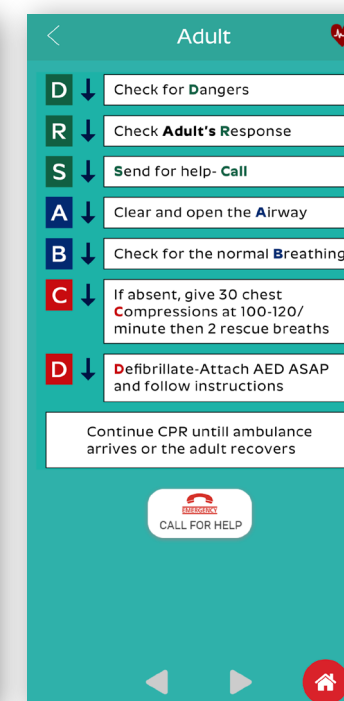 Adult
D Check for Dangers
R Check Adult's Response
S Send for help- Call
A Clear and open the Airway
B Check for the normal Breathing
C If absent, give 30 chest
Compressions at 100-120/
minute then 2 rescue breaths
D Defibrillate-Attach AED ASAP
and follow instructions
Continue CPR untill ambulance
arrives or the adult recovers
EMERGENCY
CALL FOR HELP